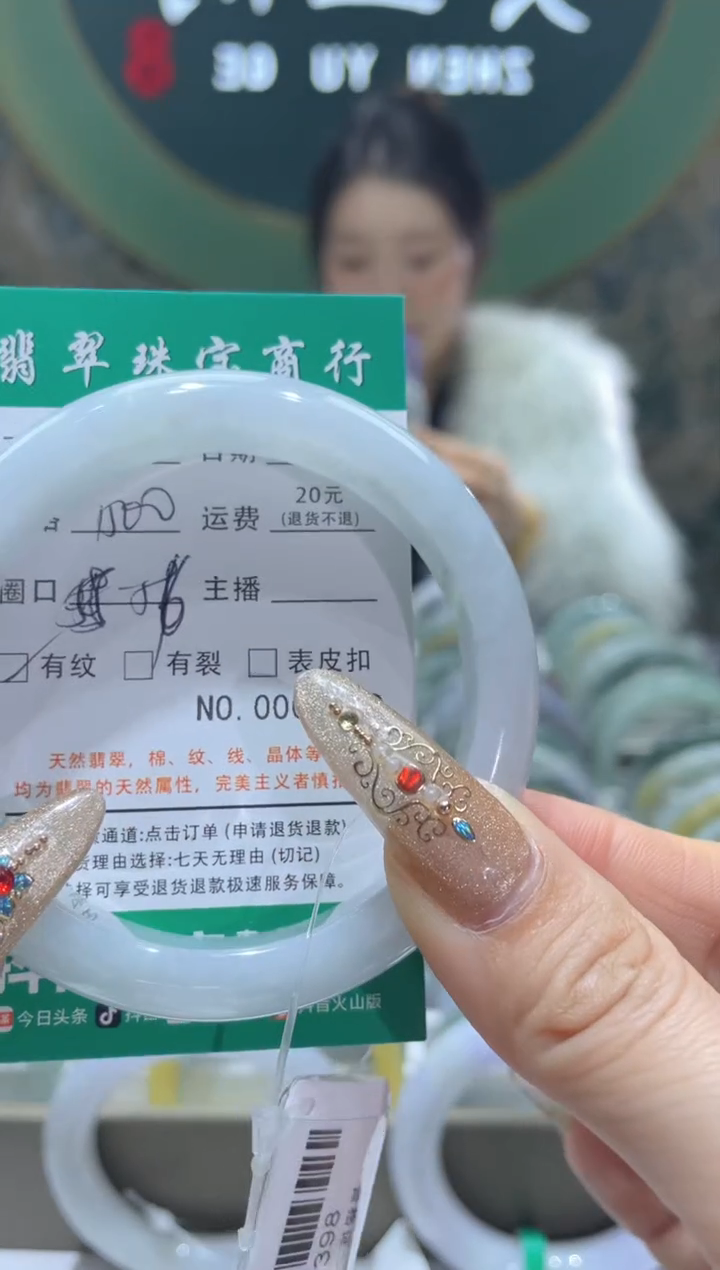 ZHEN YU GE
翡翠珠宝商行
日期
运费 20元
(退货不退)
圈口
主播
有纹 有裂 表皮扣
NO.00
天然翡翠，棉、纹、线、晶体等
均为翡翠的天然属性，完美主义者慎
通道:点击订单(申请退货退款)
理由选择:七天无理由(切记)
择可享受退货退款极速服务保障。
今日头条 抖音火山版
398